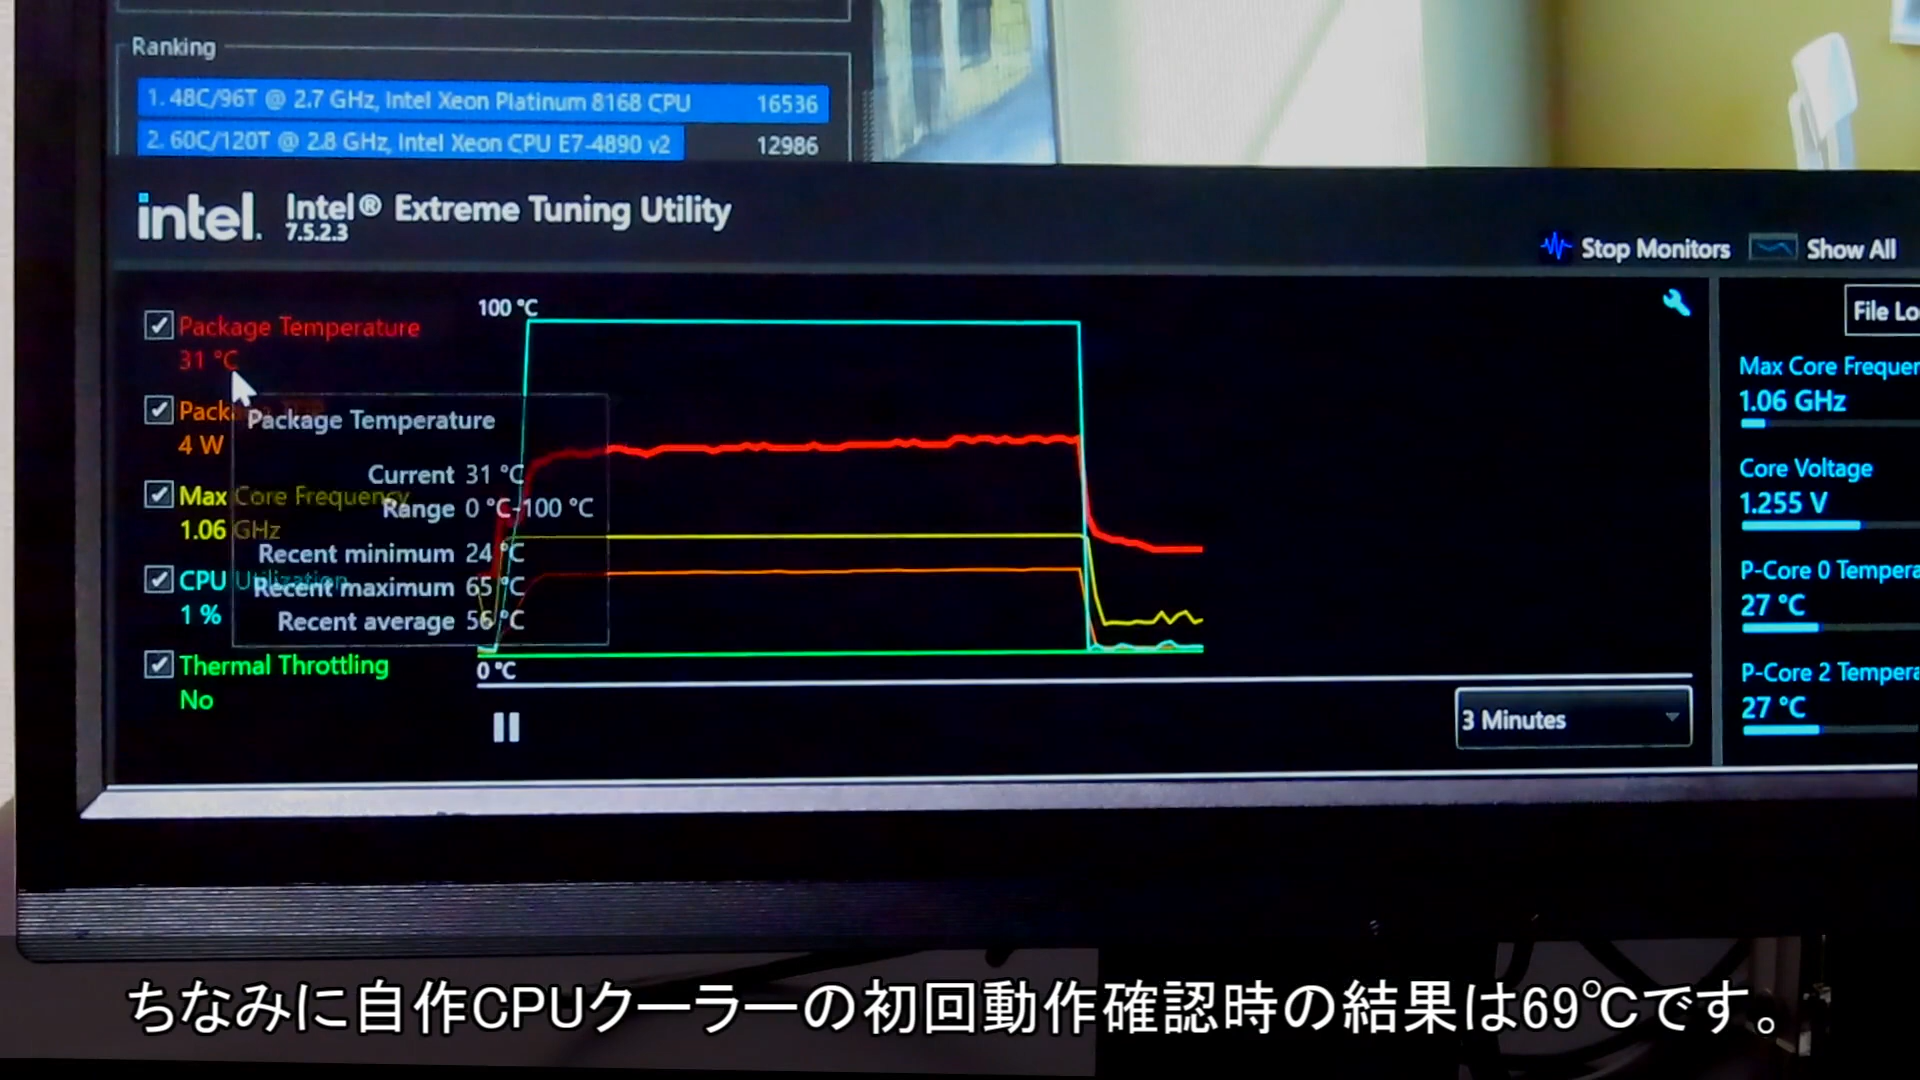 Ranking
1. 48C/96T @ 2.7 GHz, Intel Xeon Platinum 8168 CPU 16536
2. 60C/120T @ 2.8 GHz, Intel Xeon CPU E7-4890 v2 12986
intel. Intel® Extreme Tuning Utility
7.5.2.3
Stop Monitors Show All
Package Temperature
31 °C
4 W
Max Core Frequency
1.06 GHz
CPU Utilization
1 %
Thermal Throttling
No
Package Temperature
Current 31 °C
Range 0 °C-100 °C
Recent minimum 24 °C
Recent maximum 65 °C
Recent average 56 °C
100 °C
0 °C
3 Minutes
File Lo
Max Core Frequen
1.06 GHz
Core Voltage
1.255 V
P-Core 0 Tempera
27 °C
P-Core 2 Tempera
27 °C
ちなみに自作CPUクーラーの初回動作確認時の結果は69℃です。